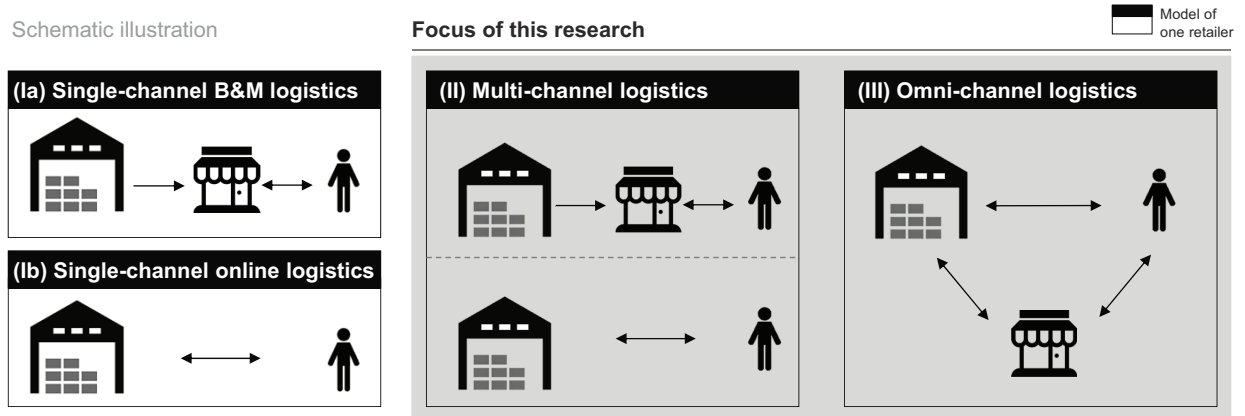 Schematic illustration
Focus of this research
Model of
one retailer
(Ia) Single-channel B&M logistics
(Ib) Single-channel online logistics
(II) Multi-channel logistics
(III) Omni-channel logistics